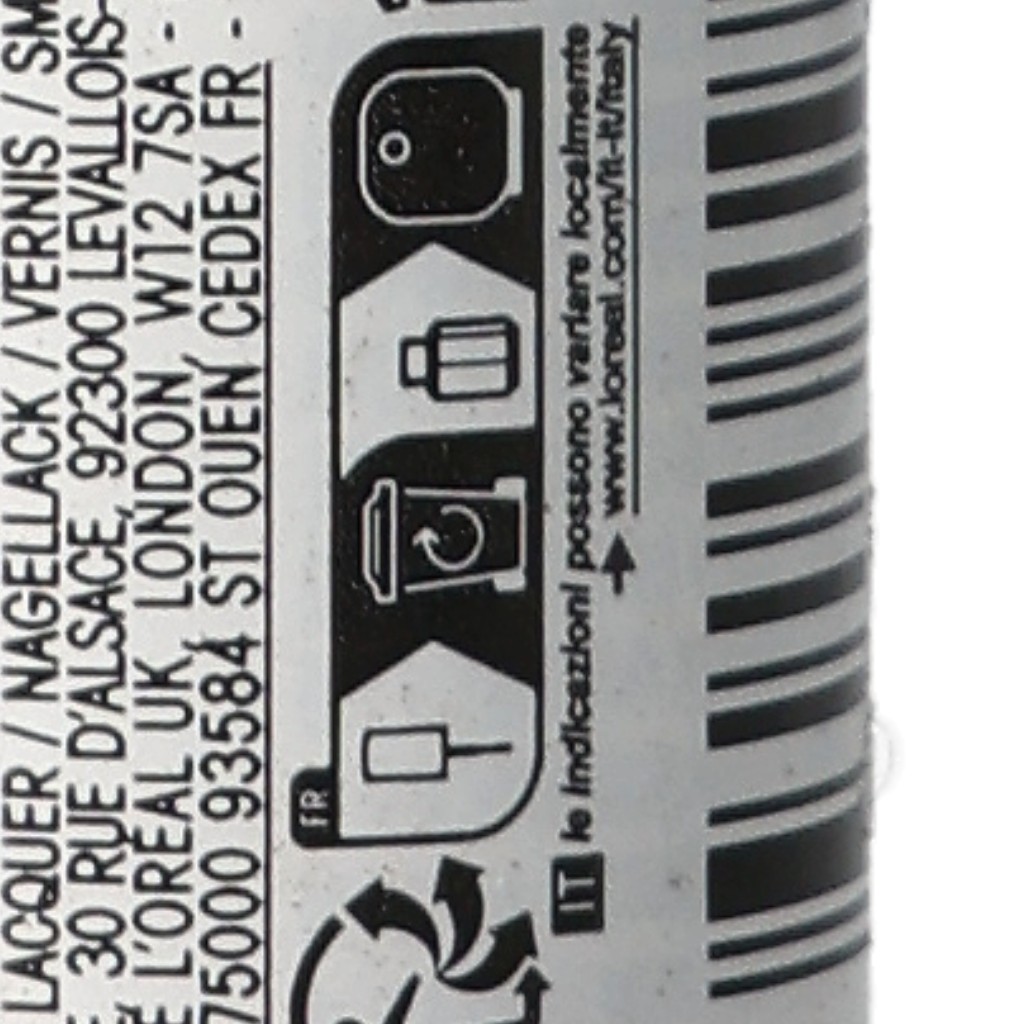 LACQUER / NAGELLACK / VERNIS / SM
30 RUE D'ALSACE, 92300 LEVALLOIS-
L'ORÉAL UK, LONDON, W12 7SA -
75000 93584 ST OUEN CEDEX FR -
FR
IT le indicazioni possono variare localmente
www.loreal.com/it-it/italy